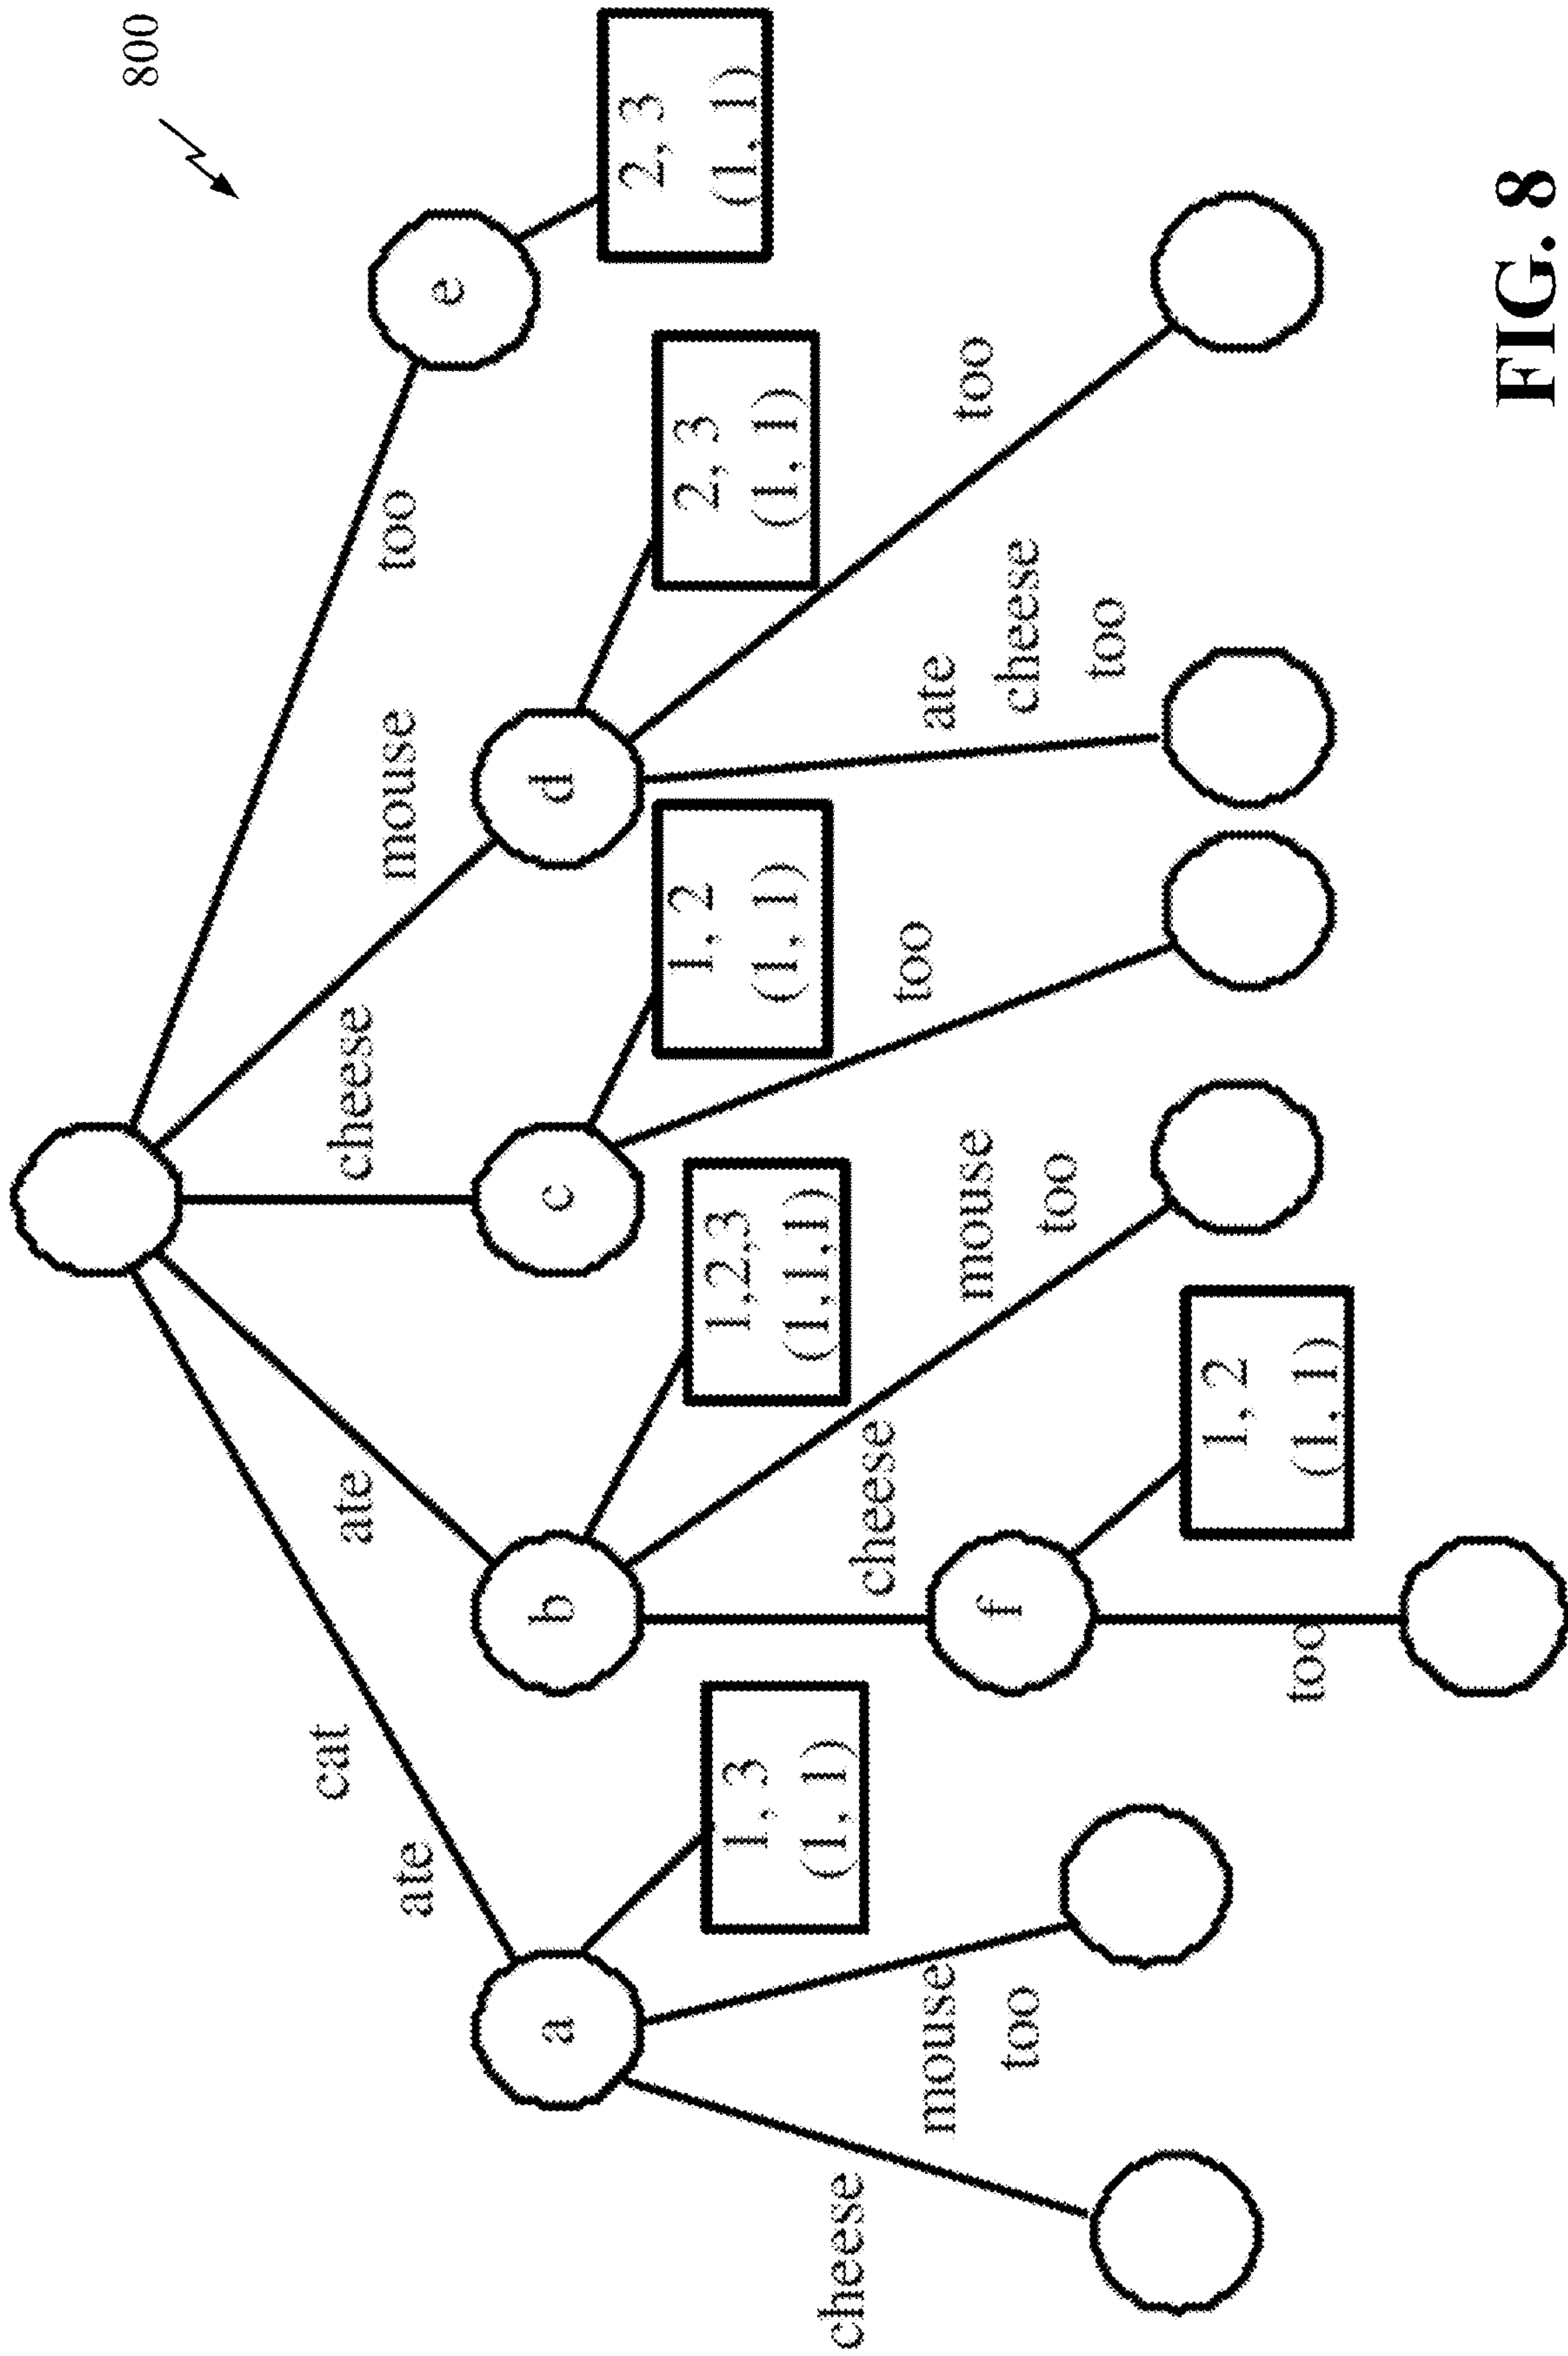 800
too
mouse
cheese
ate
cat
ate
e
2, 3
(1, 1)
d
2, 3
(1, 1)
c
1, 2
(1, 1)
b
1,2,3
(1,1,1)
a
1, 3
(1, 1)
cheese
mouse
too
cheese
mouse
too
too
ate
cheese
too
too
f
1, 2
(1, 1)
too
FIG. 8